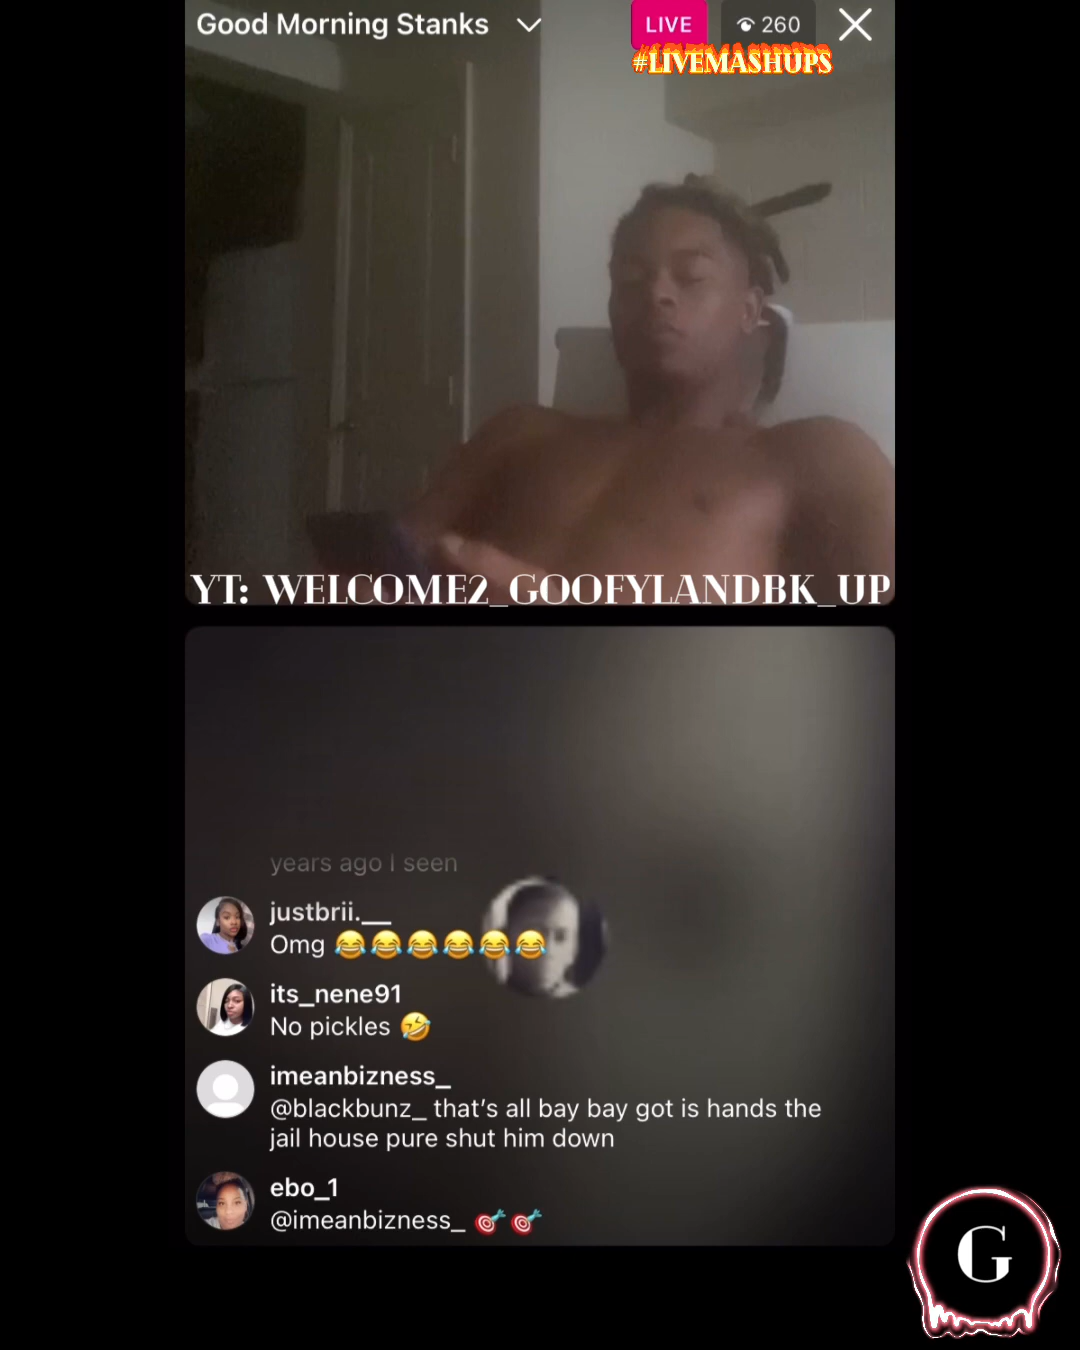 Good Morning Stanks
LIVE
260
#LIVEMASHUPS
YT: WELCOME2_GOOFYLANDBK_UP
years ago I seen
justbrii.__
Omg 😂😂😂😂😂😂
its_nene91
No pickles 🤣
imeanbizness_
@blackbunz_ that's all bay bay got is hands the
jail house pure shut him down
ebo_1
@imeanbizness_ 🎯🎯
G